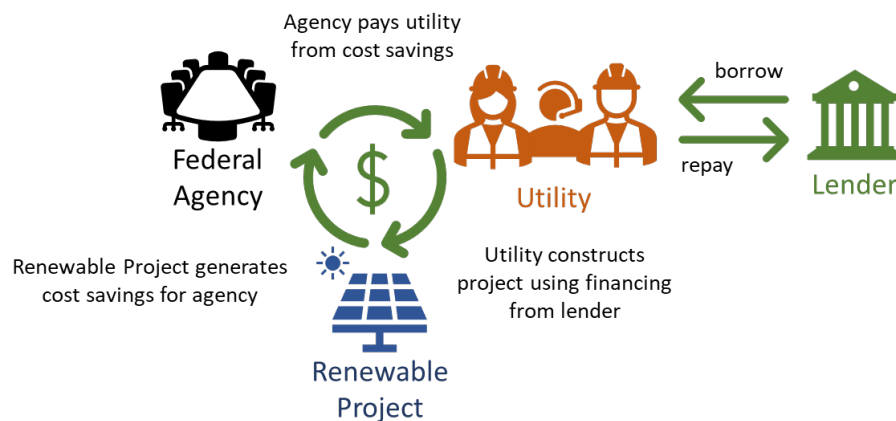 Agency pays utility
from cost savings
borrow
repay
Federal
Agency
$
Utility
Lender
Renewable Project generates
cost savings for agency
Utility constructs
project using financing
from lender
Renewable
Project